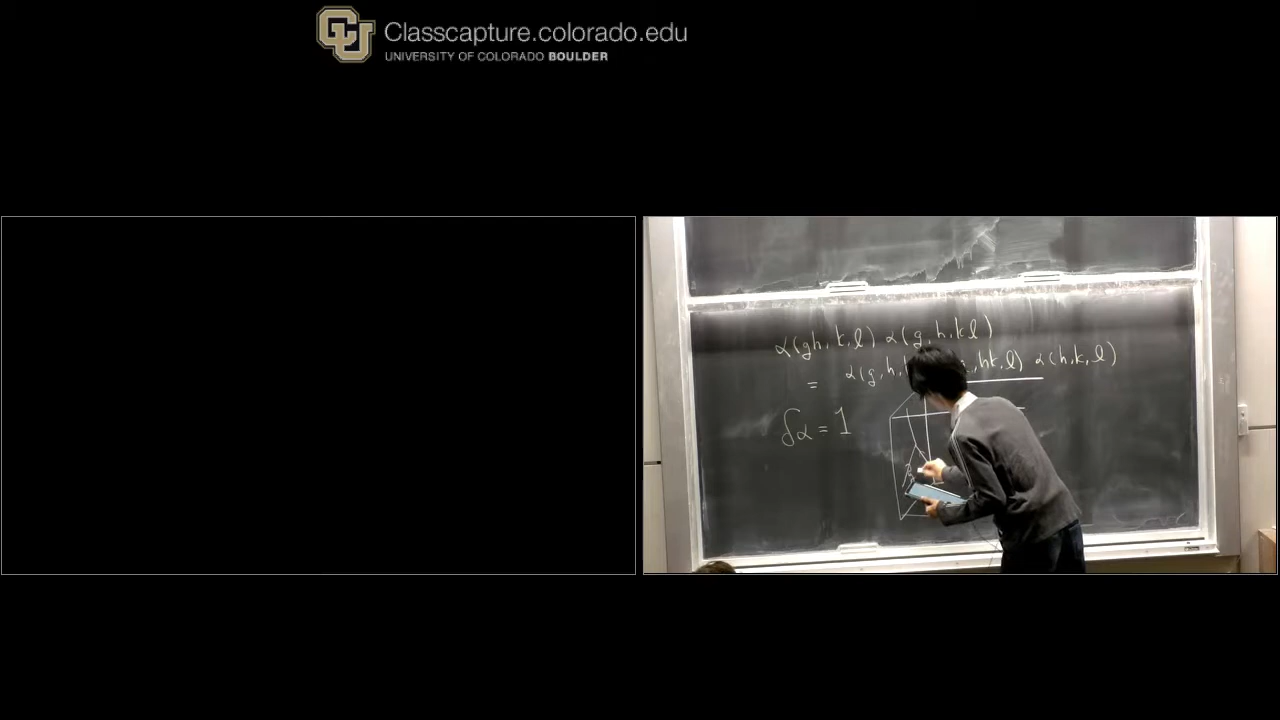 Classcapture.colorado.edu
UNIVERSITY OF COLORADO BOULDER
α(gh, k, l) α(g, h, kl)
= α(g, h, , hk, l) α(h, k, l)
δα = 1
=